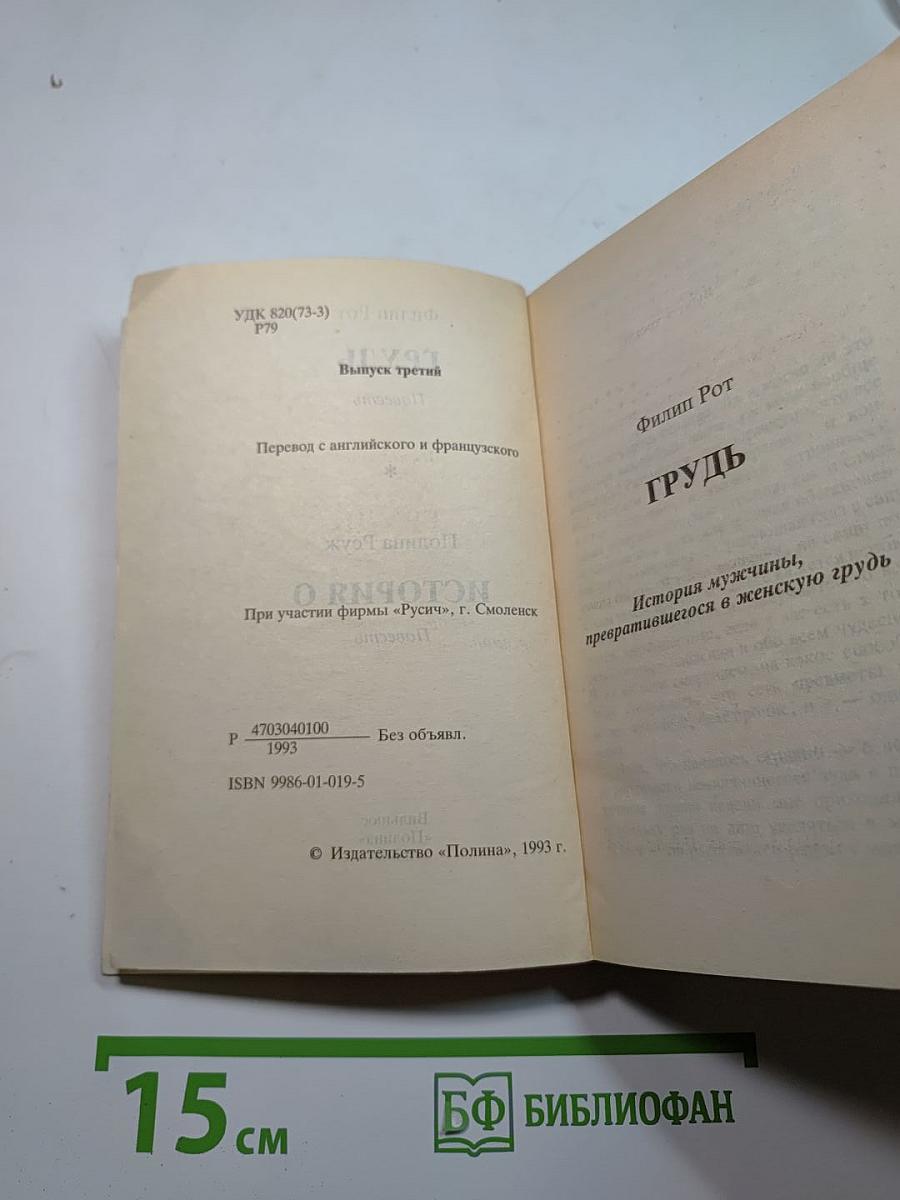 УДК 820(73-3)
Р79
Выпуск третий
Перевод с английского и французского
*
При участии фирмы «Русич», г. Смоленск
Р 4703040100
1993
Без объявл.
ISBN 9986-01-019-5
© Издательство «Полина», 1993 г.
Филип Рот
ГРУДЬ
История мужчины,
превратившегося в женскую грудь
15 см
БФ БИБЛИОФАН